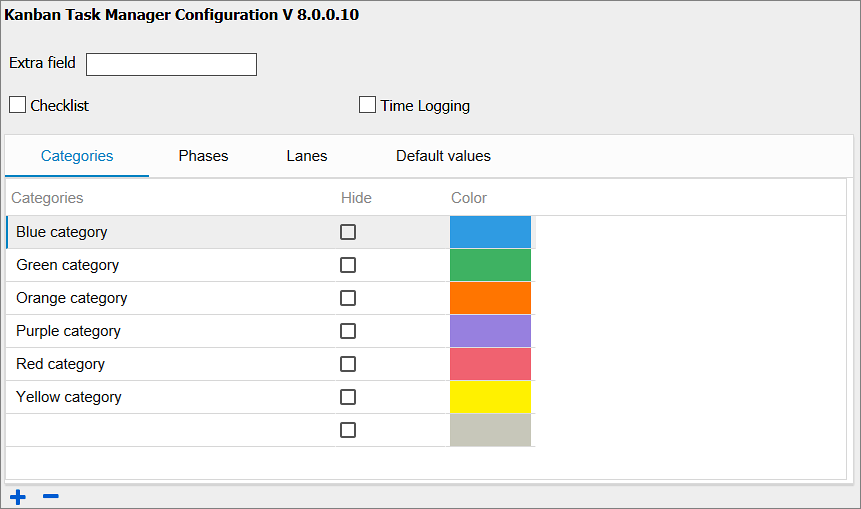 Kanban Task Manager Configuration V 8.0.0.10
Extra field
Checklist Time Logging
Categories Phases Lanes Default values
Categories Hide Color
Blue category
Green category
Orange category
Purple category
Red category
Yellow category